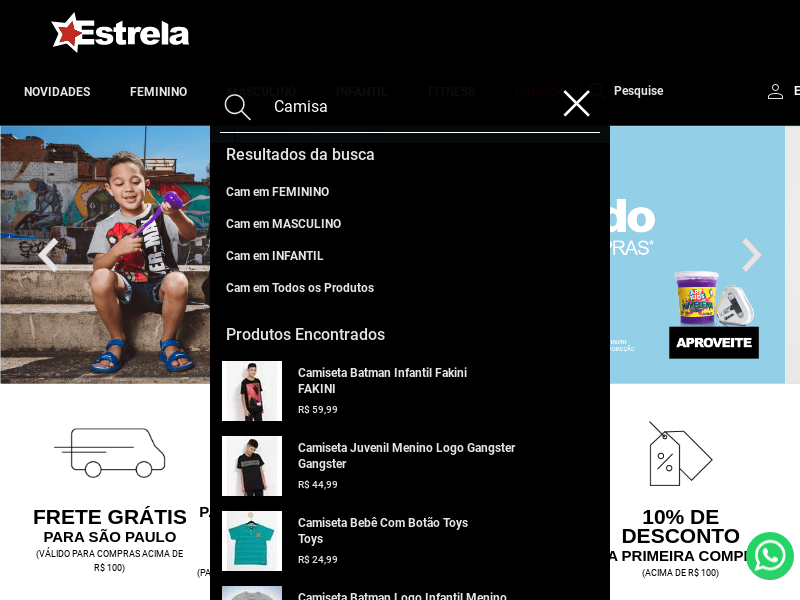 Estrela
NOVIDADES
FEMININO
MASCULINO
INFANTIL
FITNESS
Pesquise
E
Camisa
Resultados da busca
Cam em FEMININO
Cam em MASCULINO
Cam em INFANTIL
Cam em Todos os Produtos
Produtos Encontrados
Camiseta Batman Infantil Fakini
FAKINI
R$ 59,99
Camiseta Juvenil Menino Logo Gangster
Gangster
R$ 44,99
Camiseta Bebê Com Botão Toys
Toys
R$ 24,99
Camiseta Batman Logo Infantil Menino
do
PRAS*
APROVEITE
FRETE GRÁTIS
PARA SÃO PAULO
(VÁLIDO PARA COMPRAS ACIMA DE
R$ 100)
P
(PA
10% DE
DESCONTO
A PRIMEIRA COMP
(ACIMA DE R$ 100)